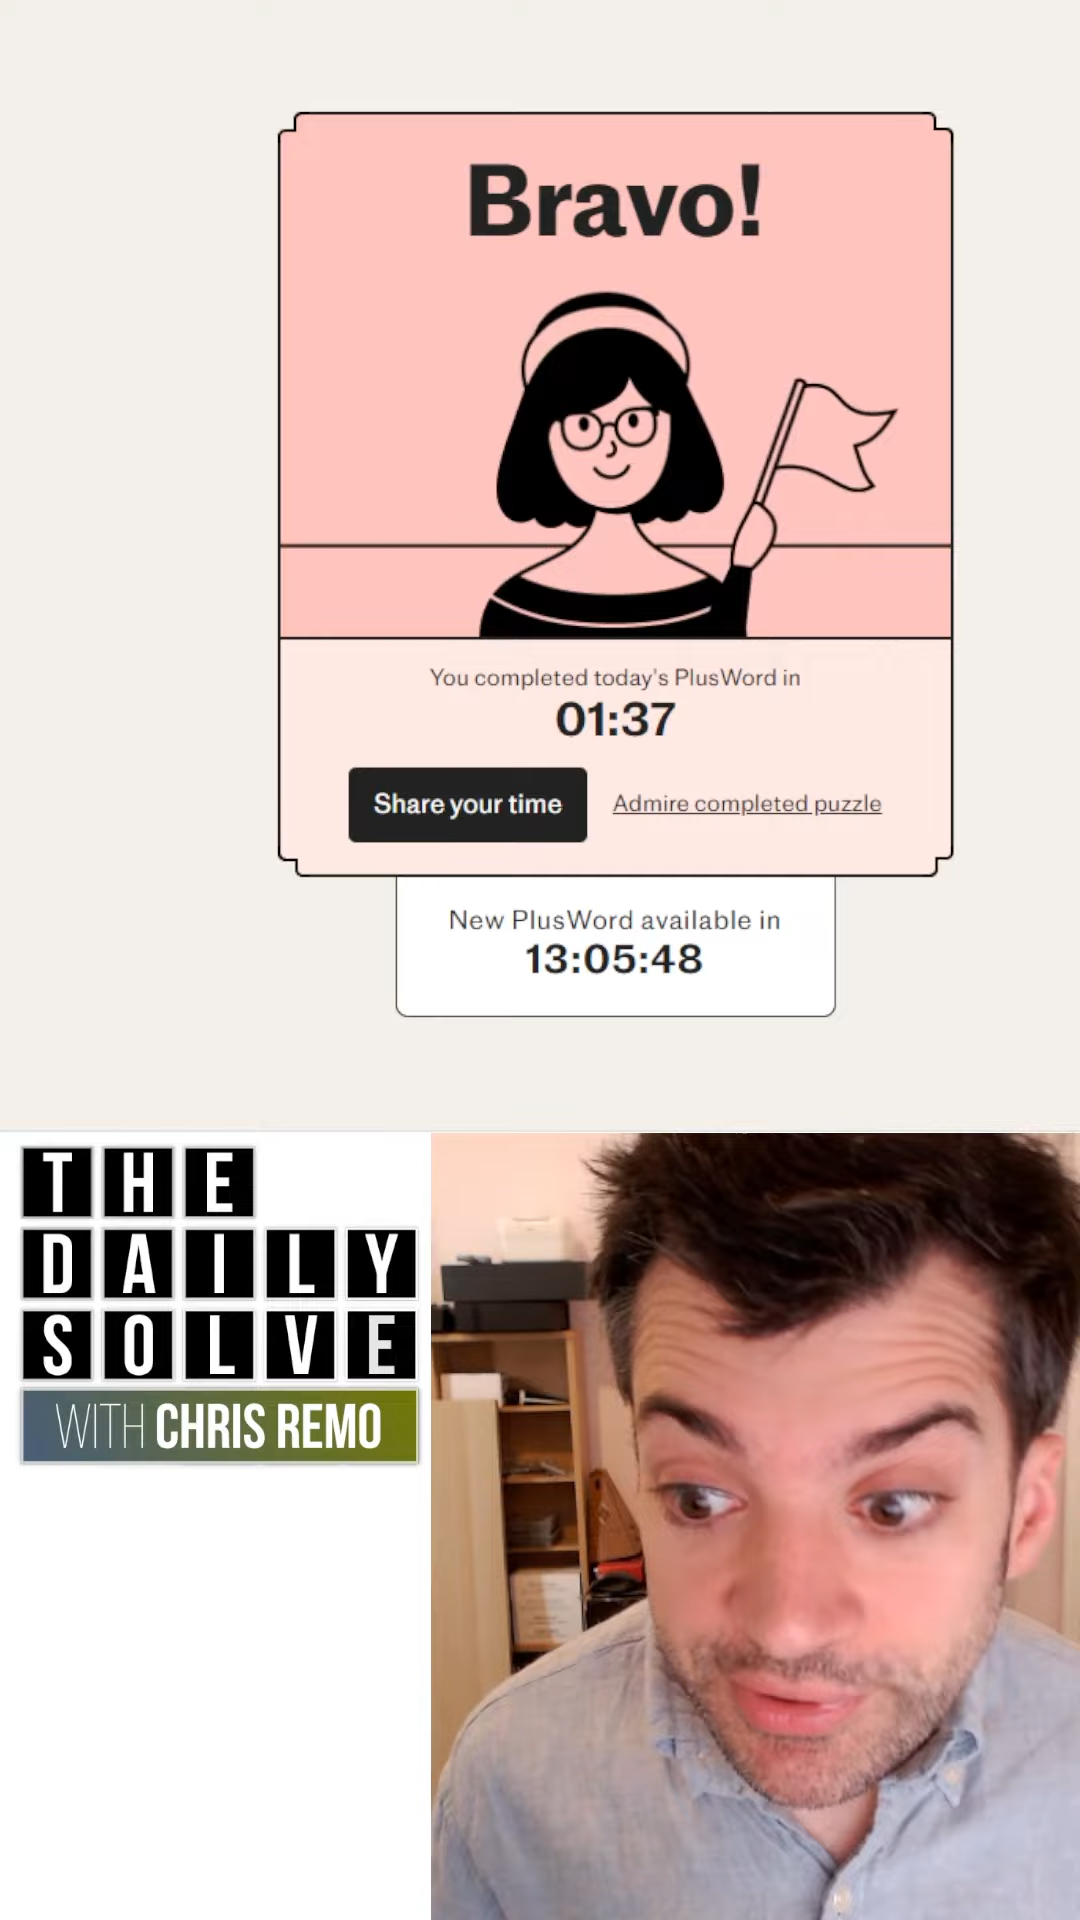 Bravo!
You completed today's PlusWord in
01:37
Share your time
Admire completed puzzle
New PlusWord available in
13:05:48
THE
DAILY
SOLVE
WITH CHRIS REMO